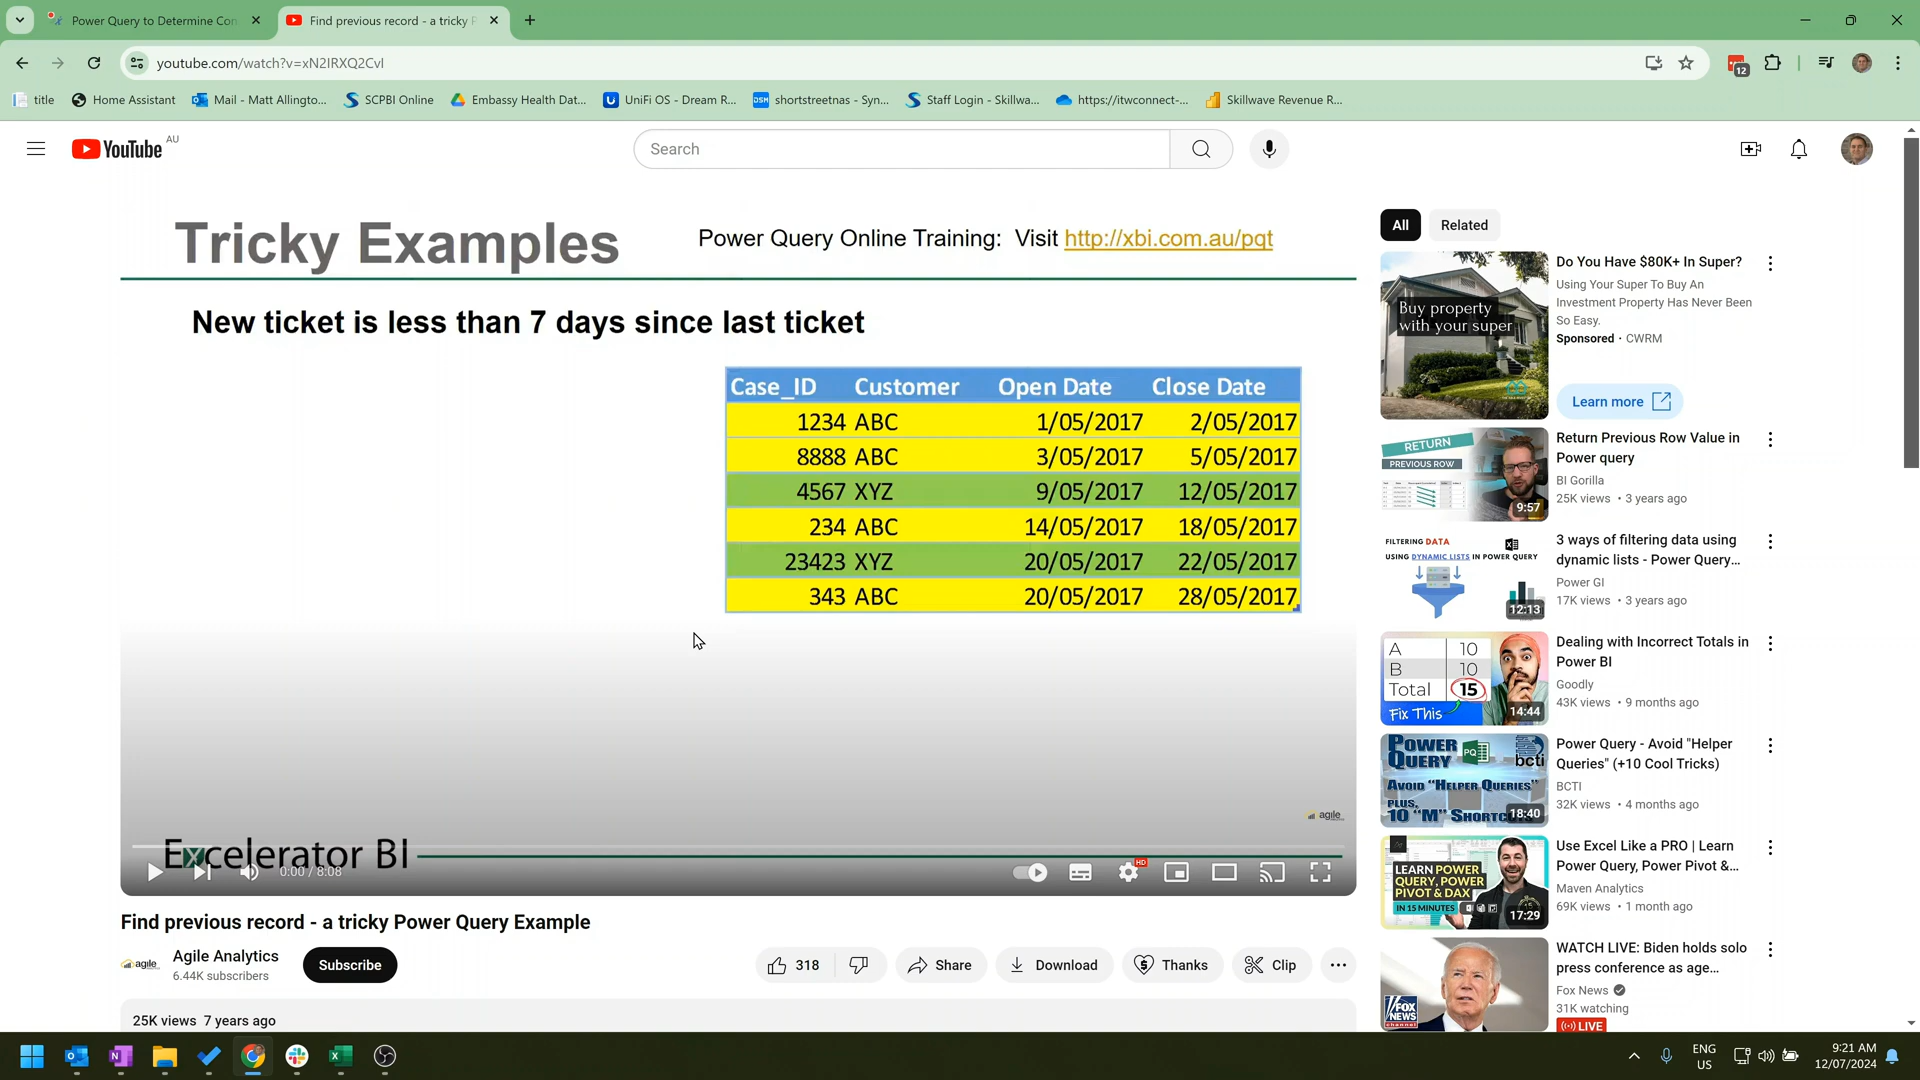 Power Query to Determine Con
Find previous record - a tricky P
youtube.com/watch?v=xN2IRXQ2CvI
12
title
Home Assistant
Mail - Matt Allington...
SCPBI Online
Embassy Health Dat...
UniFi OS - Dream R...
shortstreetnas - Syn...
Staff Login - Skillwa...
https://itwconnect-...
Skillwave Revenue R...
YouTube AU
Search
Tricky Examples
Power Query Online Training: Visit http://xbi.com.au/pqt
New ticket is less than 7 days since last ticket
Case_ID Customer Open Date Close Date
1234 ABC 1/05/2017 2/05/2017
8888 ABC 3/05/2017 5/05/2017
4567 XYZ 9/05/2017 12/05/2017
234 ABC 14/05/2017 18/05/2017
23423 XYZ 20/05/2017 22/05/2017
343 ABC 20/05/2017 28/05/2017
agile
Excelerator BI
0:00 / 8:08
HD
Find previous record - a tricky Power Query Example
agile
Agile Analytics
6.44K subscribers
Subscribe
318
Share
Download
Thanks
Clip
25K views 7 years ago
All
Related
Buy property
with your super
Do You Have $80K+ In Super?
Using Your Super To Buy An
Investment Property Has Never Been
So Easy.
Sponsored · CWRM
Learn more
RETURN
PREVIOUS ROW
9:57
Return Previous Row Value in
Power query
BI Gorilla
25K views • 3 years ago
FILTERING DATA
USING DYNAMIC LISTS IN POWER QUERY
12:13
3 ways of filtering data using
dynamic lists - Power Query...
Power GI
17K views • 3 years ago
A 10
B 10
Total 15
Fix This
14:44
Dealing with Incorrect Totals in
Power BI
Goodly
43K views • 9 months ago
POWER
QUERY
PQ
bcti
AVOID "HELPER QUERIES"
PLUS,
10 "M" SHORTCUTS
18:40
Power Query - Avoid "Helper
Queries" (+10 Cool Tricks)
BCTI
32K views • 4 months ago
LEARN POWER
QUERY, POWER
PIVOT & DAX
IN 15 MINUTES
17:29
Use Excel Like a PRO | Learn
Power Query, Power Pivot &...
Maven Analytics
69K views • 1 month ago
FOX
NEWS
channel
WATCH LIVE: Biden holds solo
press conference as age...
Fox News
31K watching
LIVE
ENG
US
9:21 AM
12/07/2024